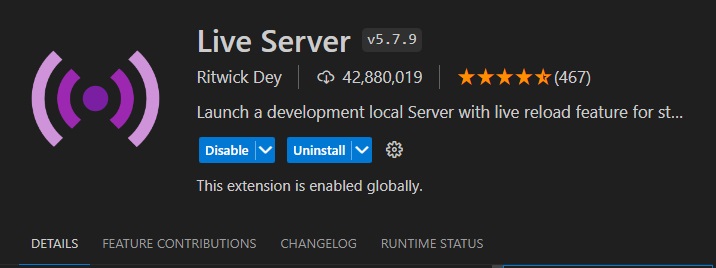 Live Server v5.7.9
Ritwick Dey 42,880,019 (467)
Launch a development local Server with live reload feature for st...
Disable Uninstall
This extension is enabled globally.
DETAILS FEATURE CONTRIBUTIONS CHANGELOG RUNTIME STATUS